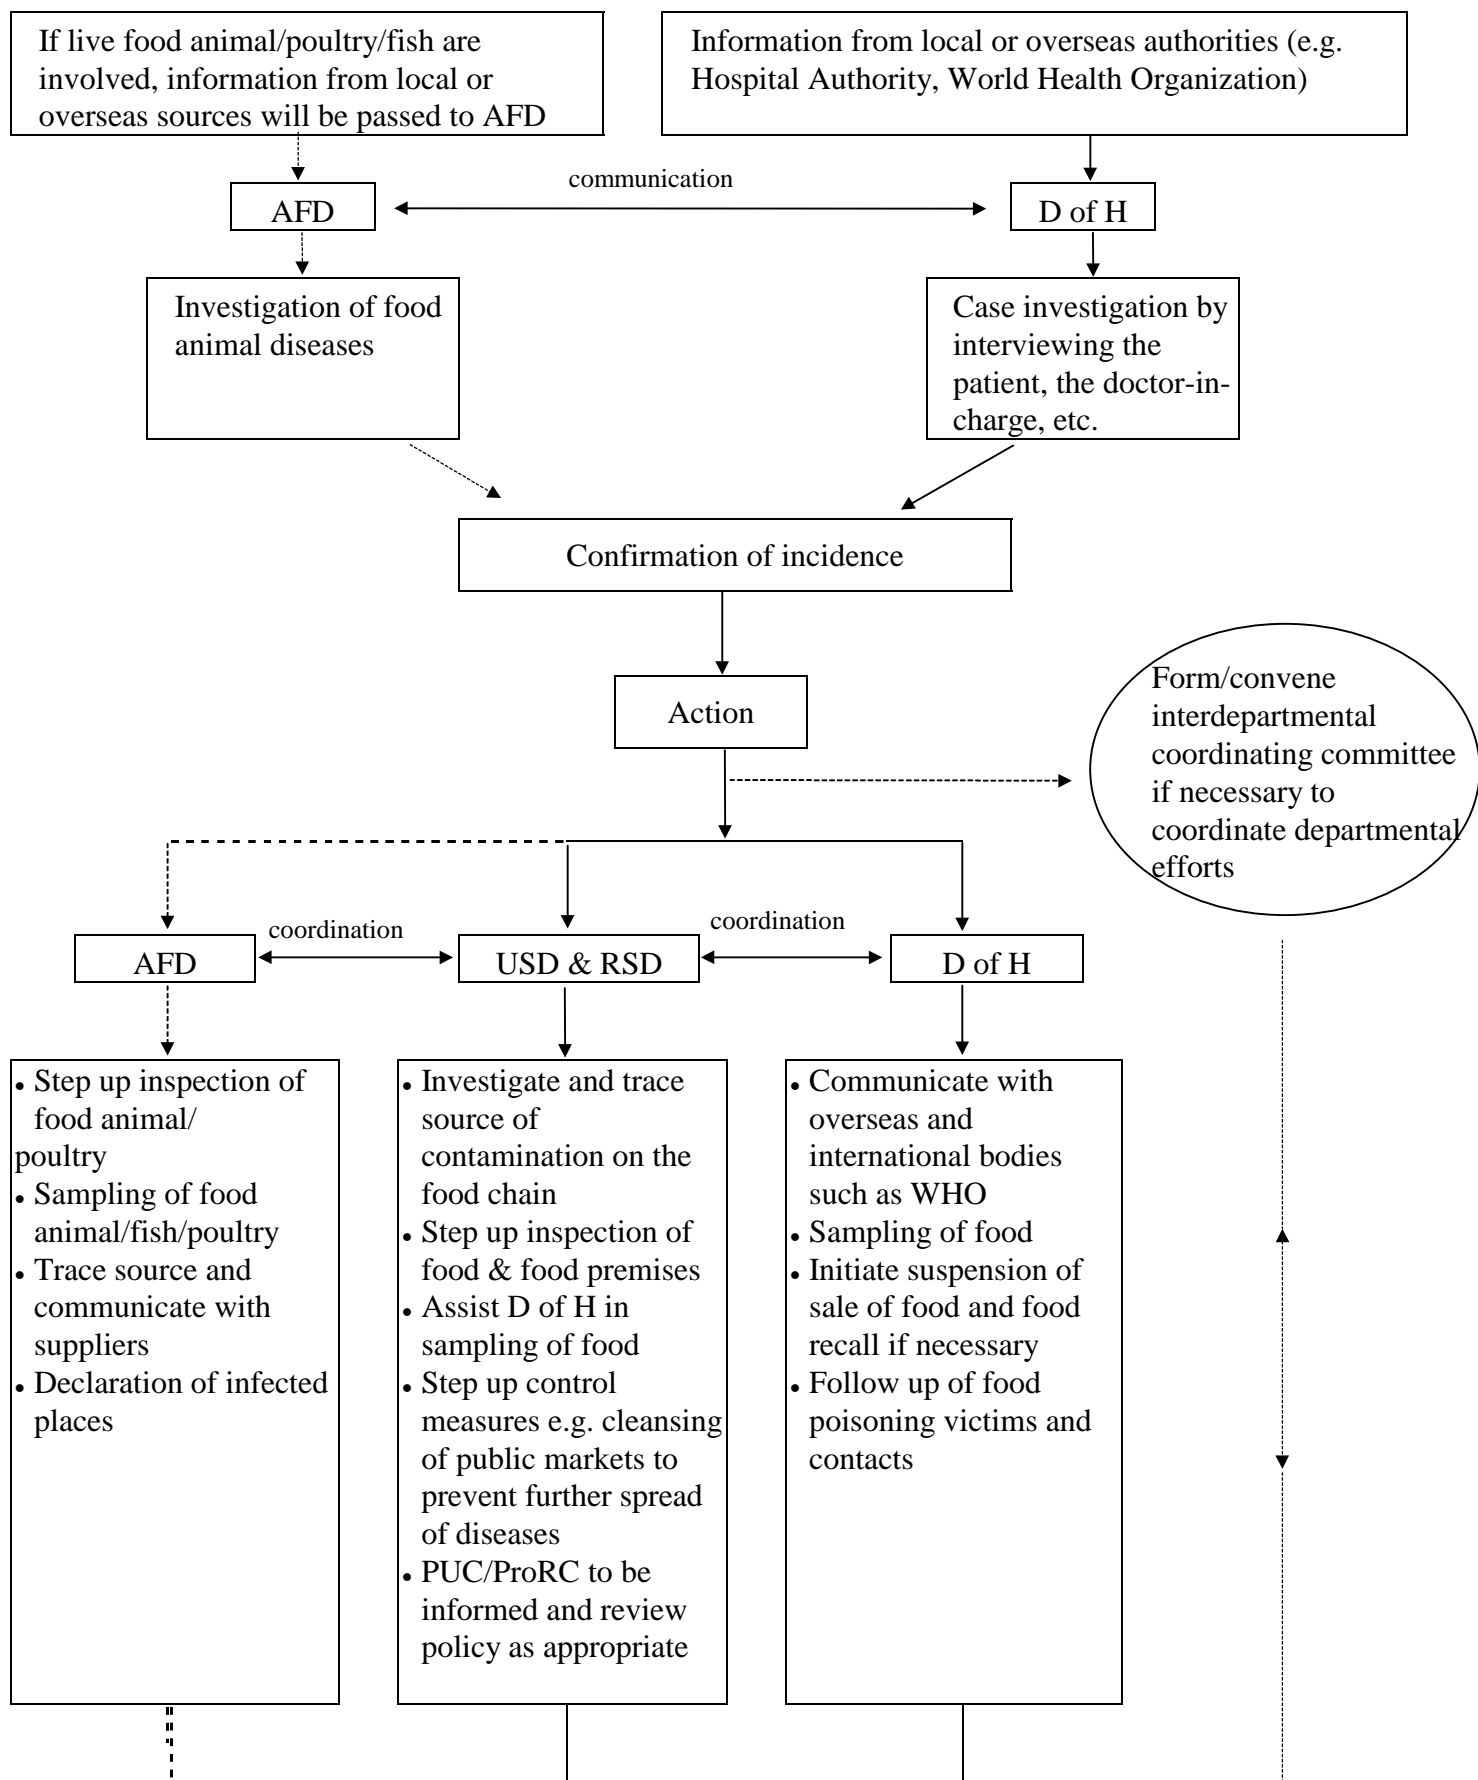 If live food animal/poultry/fish are
involved, information from local or
overseas sources will be passed to AFD
Information from local or overseas authorities (e.g.
Hospital Authority, World Health Organization)
communication
AFD
D of H
Investigation of food
animal diseases
Case investigation by
interviewing the
patient, the doctor-in-
charge, etc.
Confirmation of incidence
Action
Form/convene
interdepartmental
coordinating committee
if necessary to
coordinate departmental
efforts
coordination
coordination
AFD
USD & RSD
D of H
• Step up inspection of
food animal/
poultry
• Sampling of food
animal/fish/poultry
• Trace source and
communicate with
suppliers
• Declaration of infected
places
• Investigate and trace
source of
contamination on the
food chain
• Step up inspection of
food & food premises
• Assist D of H in
sampling of food
• Step up control
measures e.g. cleansing
of public markets to
prevent further spread
of diseases
• PUC/ProRC to be
informed and review
policy as appropriate
• Communicate with
overseas and
international bodies
such as WHO
• Sampling of food
• Initiate suspension of
sale of food and food
recall if necessary
• Follow up of food
poisoning victims and
contacts